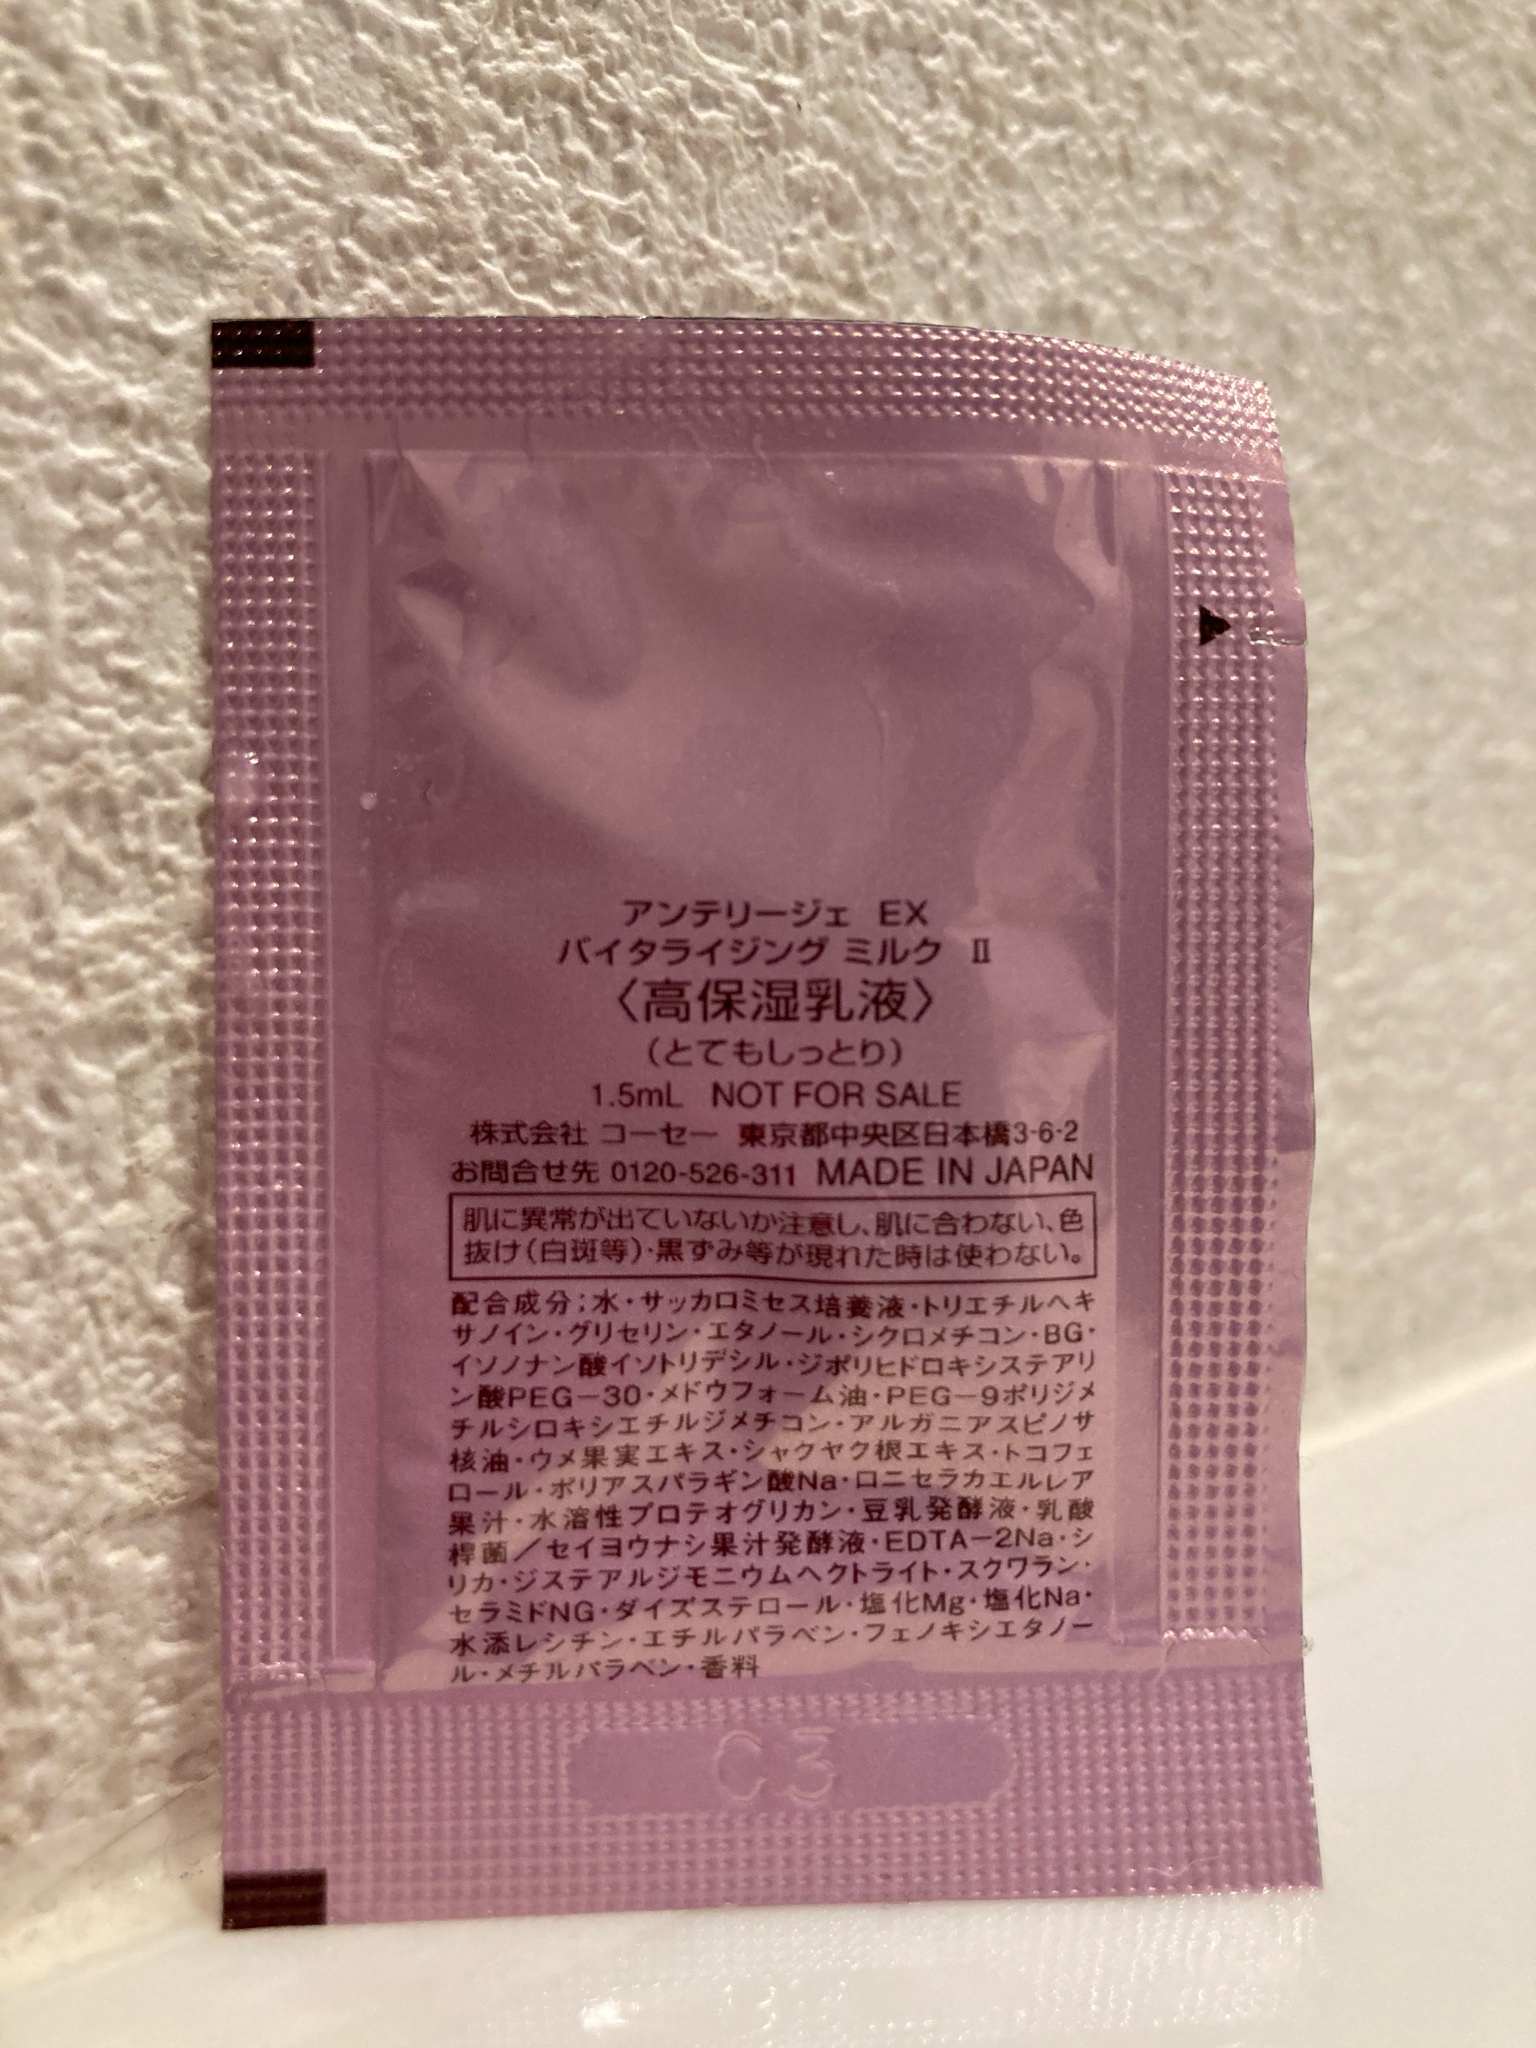 アンテリージェ EX
バイタライジング ミルク Ⅱ
〈高保湿乳液〉
（とてもしっとり）
1.5mL NOT FOR SALE
株式会社 コーセー 東京都中央区日本橋3-6-2
お問合せ先 0120-526-311 MADE IN JAPAN
肌に異常が出ていないか注意し、肌に合わない、色
抜け（白斑等）・黒ずみ等が現れた時は使わない。
配合成分；水・サッカロミセス培養液・トリエチルヘキ
サノイン・グリセリン・エタノール・シクロメチコン・BG・
イソノナン酸イソトリデシル・ジポリヒドロキシステアリ
ン酸PEG－30・メドウフォーム油・PEG－9ポリジメ
チルシロキシエチルジメチコン・アルガニアスピノサ
核油・ウメ果実エキス・シャクヤク根エキス・トコフェ
ロール・ポリアスパラギン酸Na・ロニセラカエルレア
果汁・水溶性プロテオグリカン・豆乳発酵液・乳酸
桿菌／セイヨウナシ果汁発酵液・EDTA－2Na・シ
リカ・ジステアルジモニウムヘクトライト・スクワラン・
セラミドNG・ダイズステロール・塩化Mg・塩化Na・
水添レシチン・エチルパラベン・フェノキシエタノー
ル・メチルパラベン・香料
C3